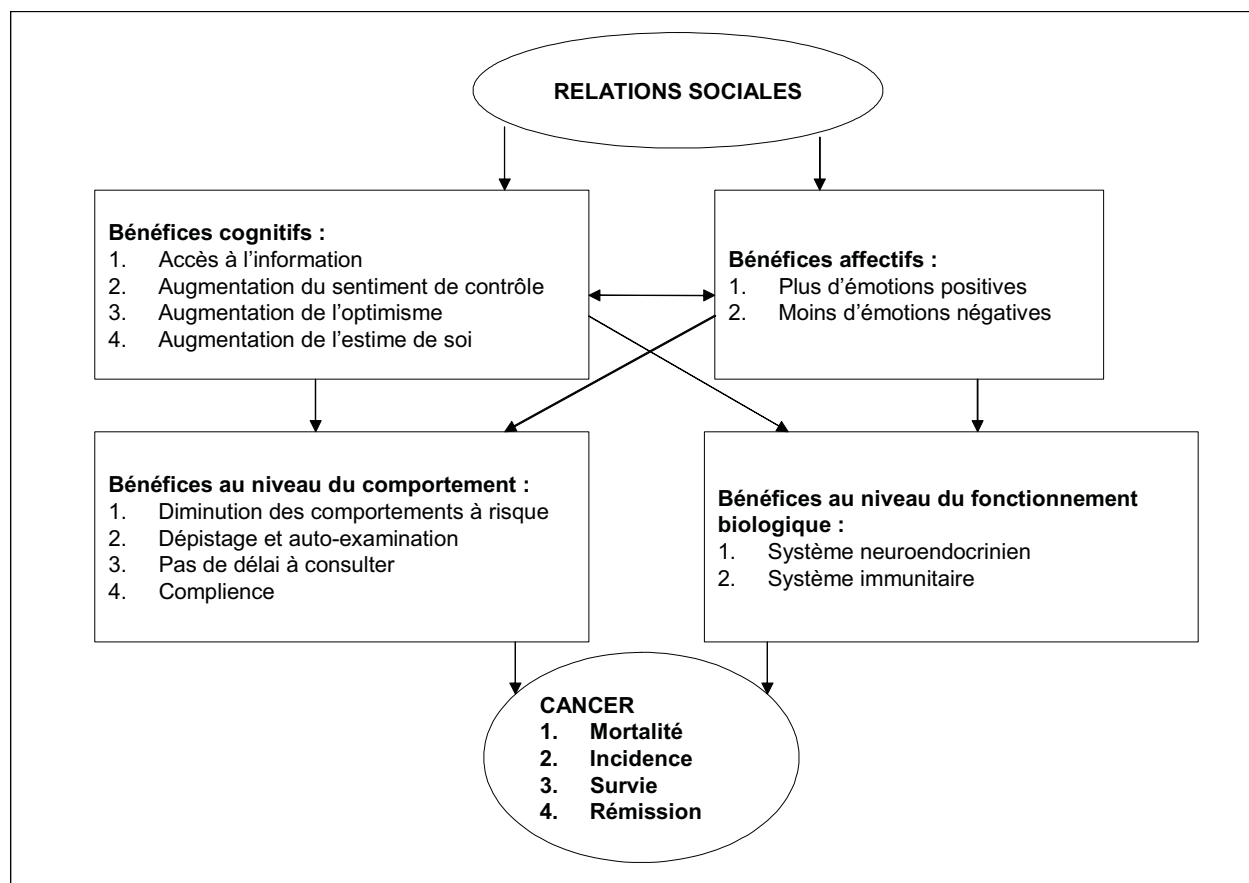 RELATIONS SOCIALES
Bénéfices cognitifs :
1. Accès à l’information
2. Augmentation du sentiment de contrôle
3. Augmentation de l’optimisme
4. Augmentation de l’estime de soi
Bénéfices affectifs :
1. Plus d’émotions positives
2. Moins d’émotions négatives
Bénéfices au niveau du comportement :
1. Diminution des comportements à risque
2. Dépistage et auto-examination
3. Pas de délai à consulter
4. Complience
Bénéfices au niveau du fonctionnement
biologique :
1. Système neuroendocrinien
2. Système immunitaire
CANCER
1. Mortalité
2. Incidence
3. Survie
4. Rémission